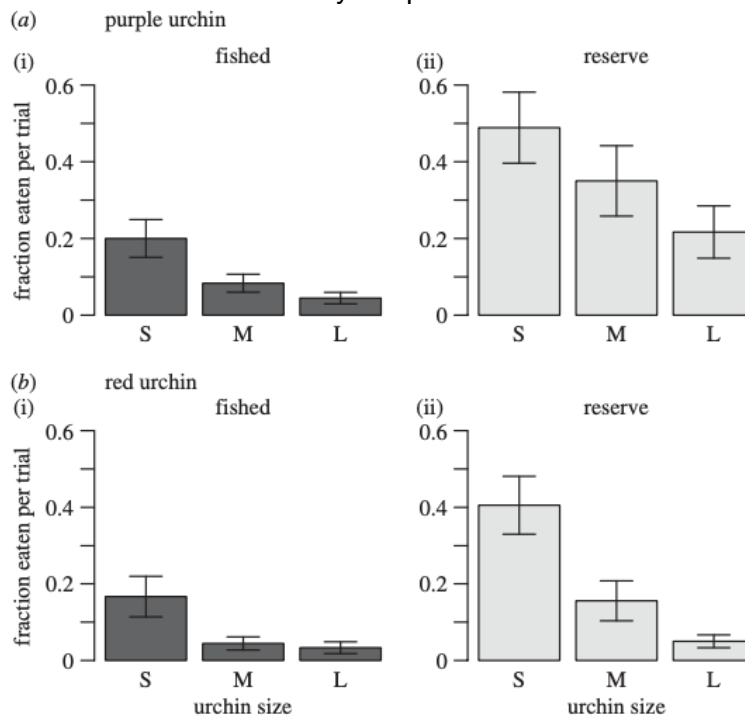 (a) purple urchin
(i) fished
(ii) reserve
fraction eaten per trial
0.6
0.4
0.2
0
S M L
0.6
0.4
0.2
0
S M L
(b) red urchin
(i) fished
(ii) reserve
fraction eaten per trial
0.6
0.4
0.2
0
S M L
urchin size
0.6
0.4
0.2
0
S M L
urchin size